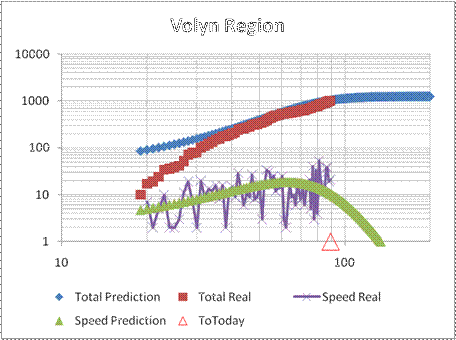 Volyn Region
10000
1000
100
10
1
10
100
Total Prediction
Total Real
Speed Real
Speed Prediction
ToToday